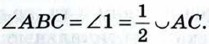 ∠ABC = ∠1 = 1/2 ◡AC.